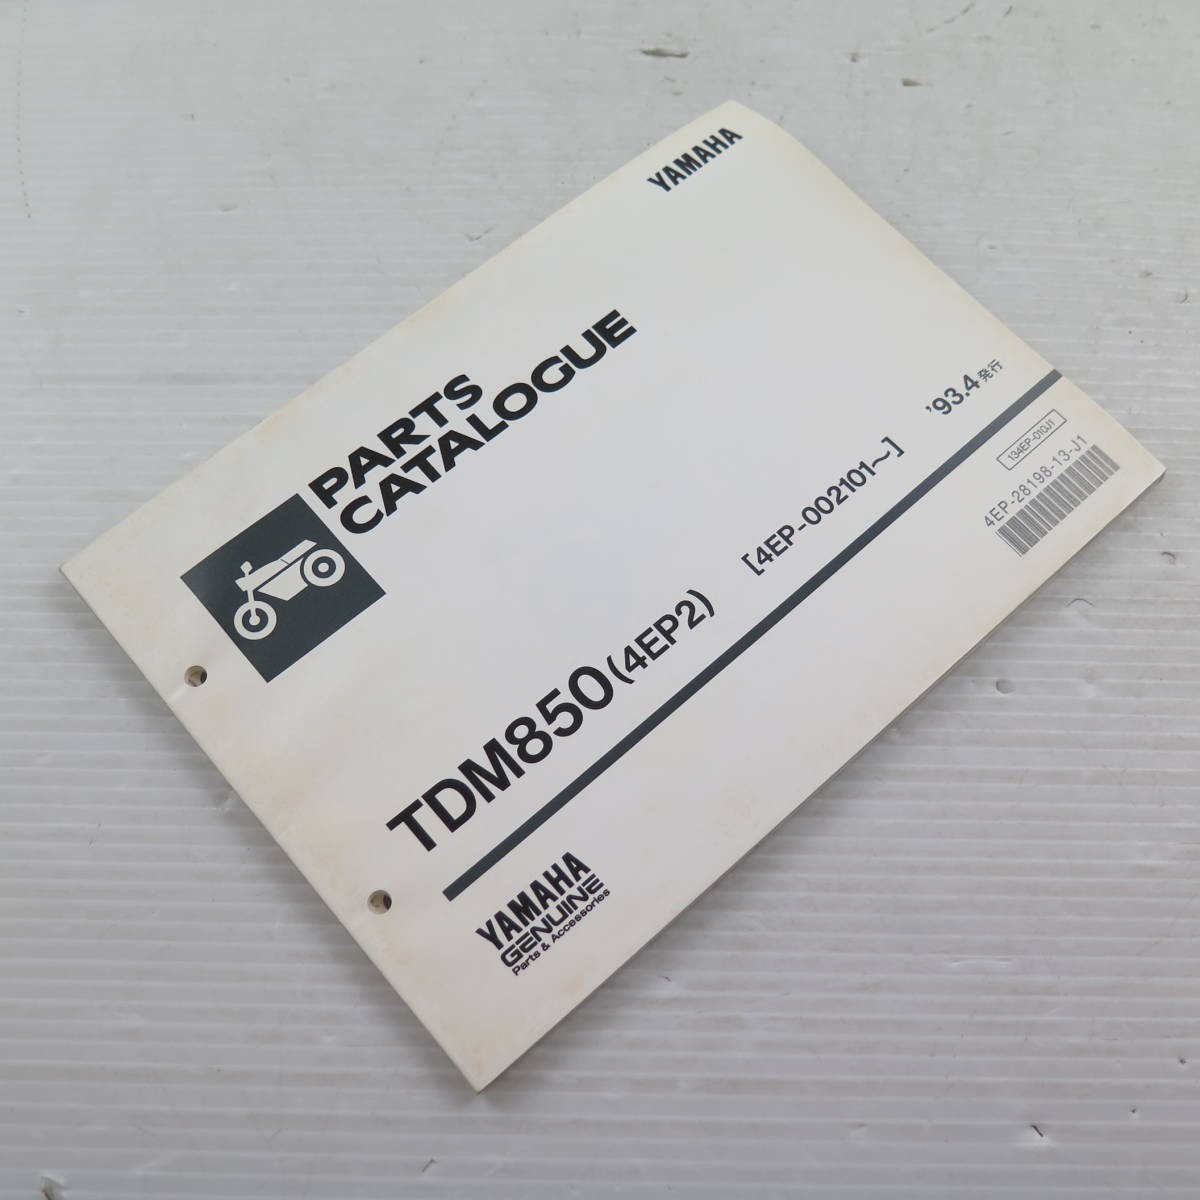 YAMAHA
PARTS
CATALOGUE
TDM850(4EP2)
[4EP-002101~]
'93.4 発行
134EP-010J1
4EP-28198-13-J1
YAMAHA
GENUINE
Parts & Accessories